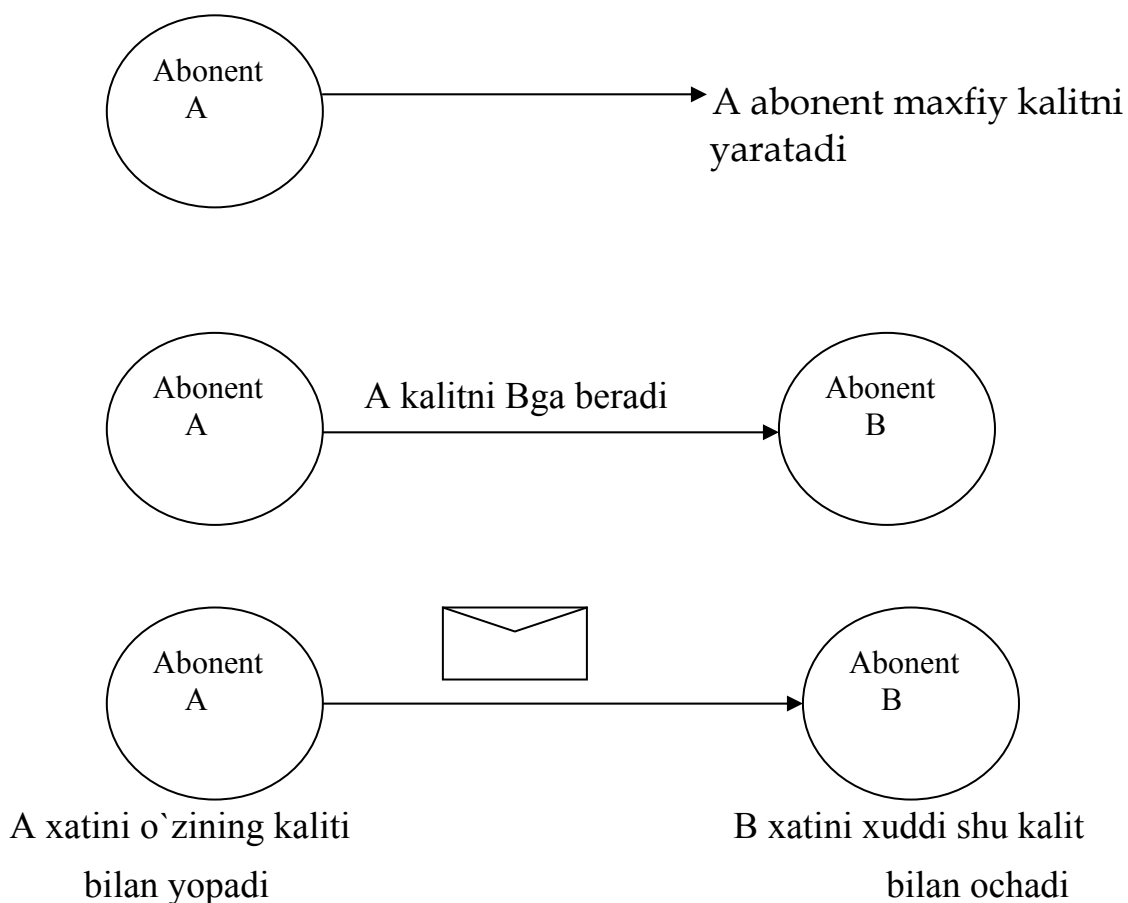 Abonent
A
A abonent maxfiy kalitni
yaratadi
Abonent
A
A kalitni Bga beradi
Abonent
B
Abonent
A
Abonent
B
A xatini o`zining kaliti
bilan yopadi
B xatini xuddi shu kalit
bilan ochadi